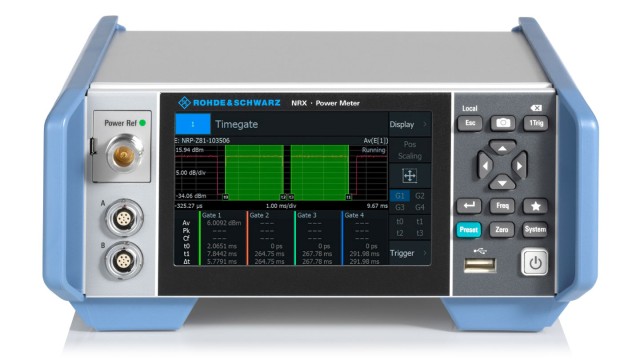 ROHDE & SCHWARZ NRX · Power Meter
Power Ref
Local
Esc
1Trig
Timegate
Display
E: NRP-Z81-103506
Av(E[1])
15.94 dBm
Running
Pos
Scaling
5.00 dB/div
-34.06 dBm
-325.27 µs
1.00 ms/div
9.67 ms
G1 G2
G3 G4
A
Gate 1 Gate 2 Gate 3 Gate 4
Av 6.0092 dBm --- --- ---
Pk --- --- --- ---
Cf --- --- --- ---
t0 2.0651 ms 0 ps 0 ps 0 ps
t1 7.8442 ms 264.75 ms 267.78 ms 291.98 ms
Δt 5.7791 ms 264.75 ms 267.78 ms 291.98 ms
t0 t1
t2 t3
Trigger
B
Freq
Preset
Zero
System